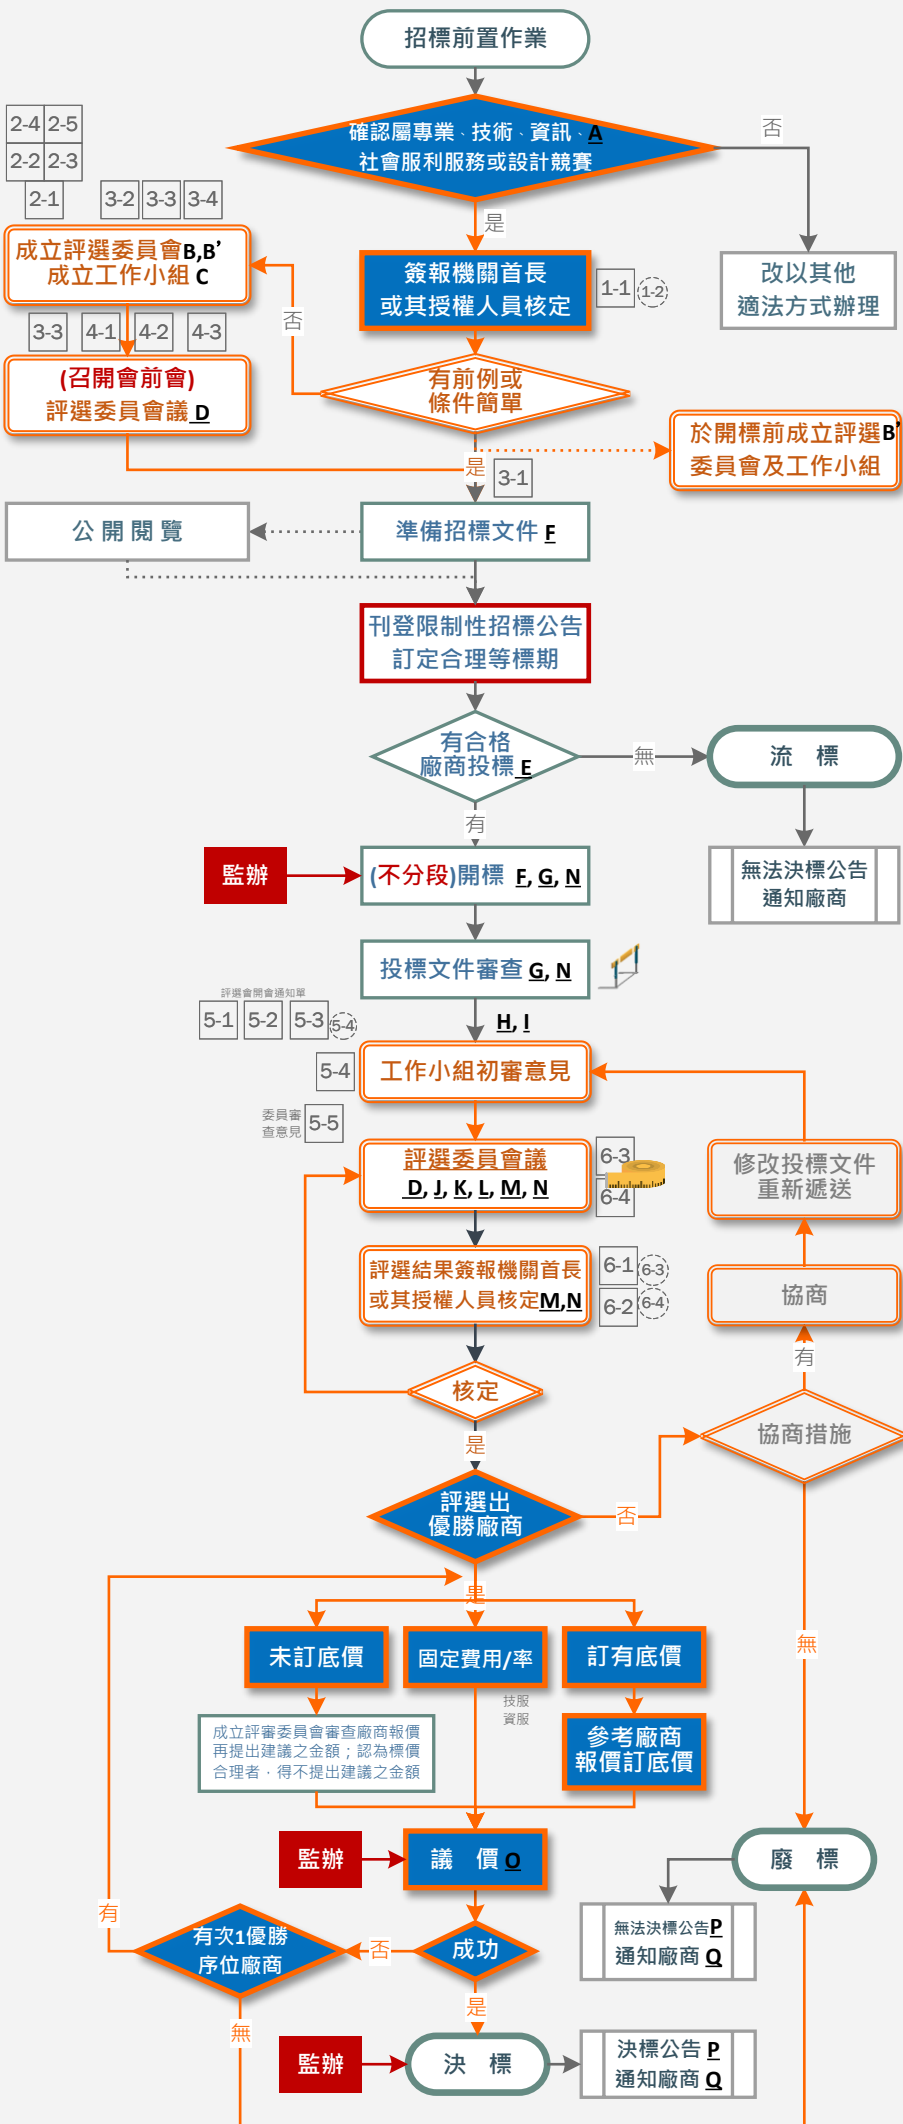 招標前置作業
確認屬專業、技術、資訊、A
社會服利服務或設計競賽
否
是
2-4 2-5
2-2 2-3
2-1
3-2 3-3 3-4
成立評選委員會B,B'
成立工作小組 C
簽報機關首長
或其授權人員核定
1-1 1-2
改以其他
適法方式辦理
否
3-3 4-1 4-2 4-3
(召開會前會)
評選委員會議 D
有前例或
條件簡單
於開標前成立評選B'
委員會及工作小組
是
3-1
公開閱覽
準備招標文件 F
刊登限制性招標公告
訂定合理等標期
有合格
廠商投標 E
無
流 標
有
監辦
(不分段)開標 F, G, N
無法決標公告
通知廠商
投標文件審查 G, N
評選會開會通知單
5-1 5-2 5-3 5-4
H, I
5-4
工作小組初審意見
委員審
查意見
5-5
評選委員會議
D, J, K, L, M, N
6-3
6-4
修改投標文件
重新遞送
評選結果簽報機關首長
或其授權人員核定M,N
6-1 6-3
6-2 6-4
協商
有
核定
是
協商措施
評選出
優勝廠商
否
是
無
未訂底價
固定費用/率
訂有底價
技服
資服
成立評審委員會審查廠商報價
再提出建議之金額；認為標價
合理者，得不提出建議之金額
參考廠商
報價訂底價
監辦
議 價 O
廢 標
有
有次1優勝
序位廠商
否
成功
無法決標公告P
通知廠商 Q
是
無
監辦
決 標
決標公告 P
通知廠商 Q